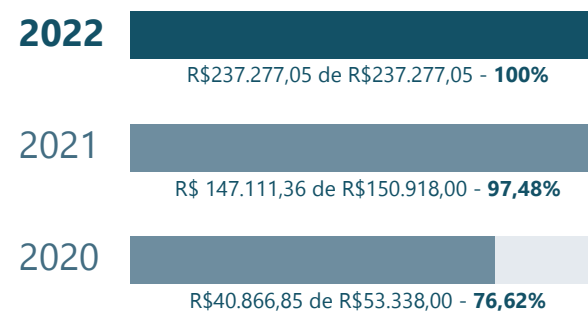 2022
R$237.277,05 de R$237.277,05 - 100%
2021
R$ 147.111,36 de R$150.918,00 - 97,48%
2020
R$40.866,85 de R$53.338,00 - 76,62%